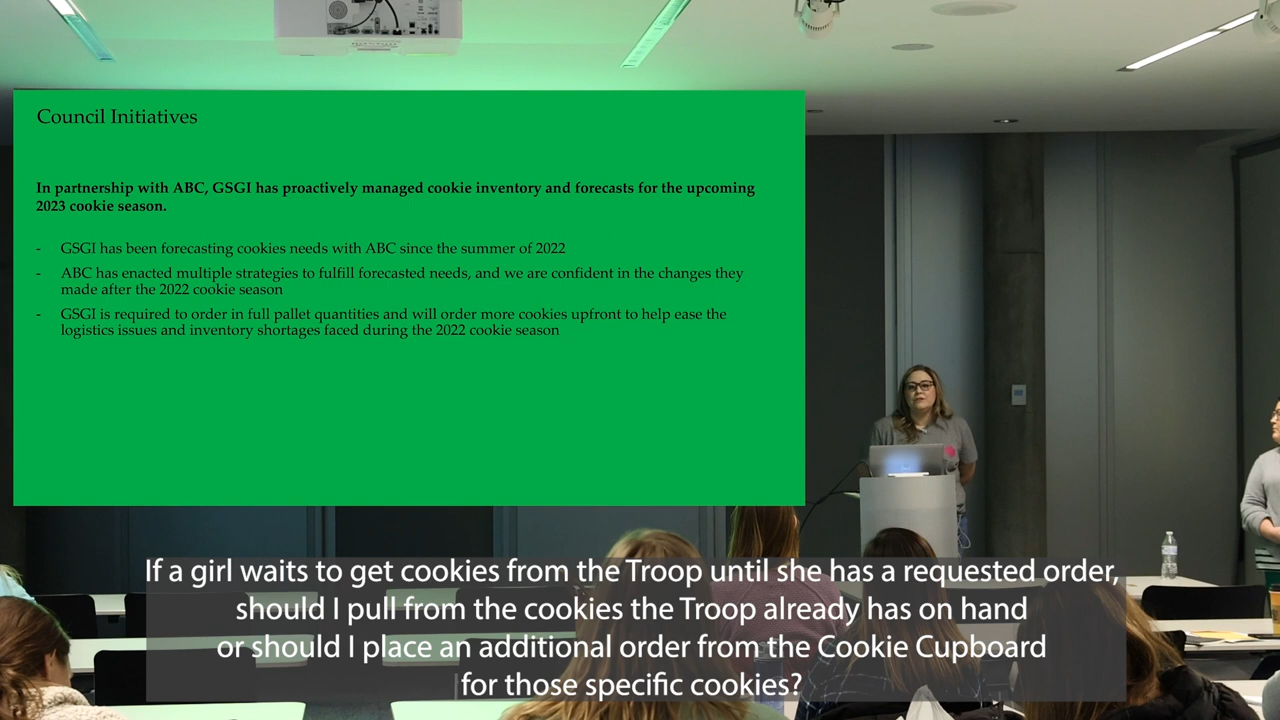 Council Initiatives
In partnership with ABC, GSGI has proactively managed cookie inventory and forecasts for the upcoming
2023 cookie season.
- GSGI has been forecasting cookies needs with ABC since the summer of 2022
- ABC has enacted multiple strategies to fulfill forecasted needs, and we are confident in the changes they
made after the 2022 cookie season
- GSGI is required to order in full pallet quantities and will order more cookies upfront to help ease the
logistics issues and inventory shortages faced during the 2022 cookie season
If a girl waits to get cookies from the Troop until she has a requested order,
should I pull from the cookies the Troop already has on hand
or should I place an additional order from the Cookie Cupboard
for those specific cookies?